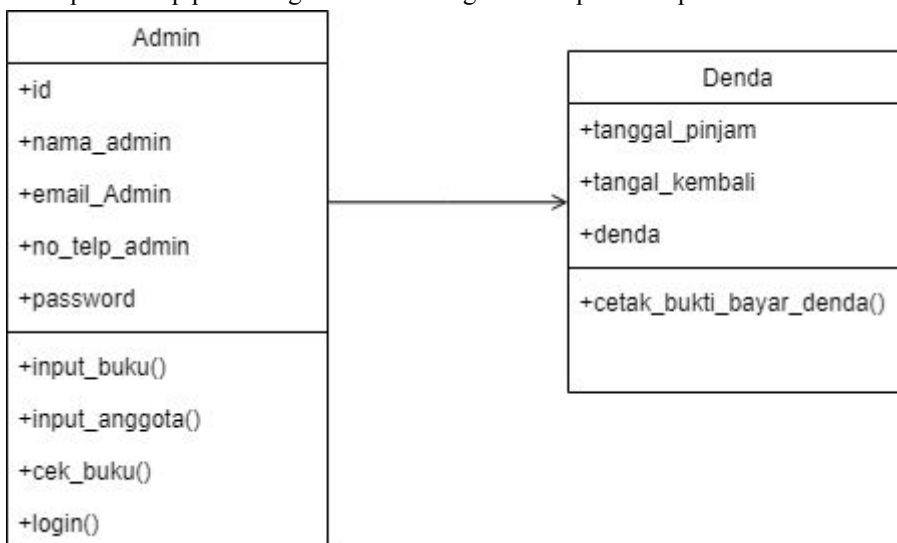 Admin
+id
+nama_admin
+email_Admin
+no_telp_admin
+password
+input_buku()
+input_anggota()
+cek_buku()
+login()
Denda
+tanggal_pinjam
+tangal_kembali
+denda
+cetak_bukti_bayar_denda()